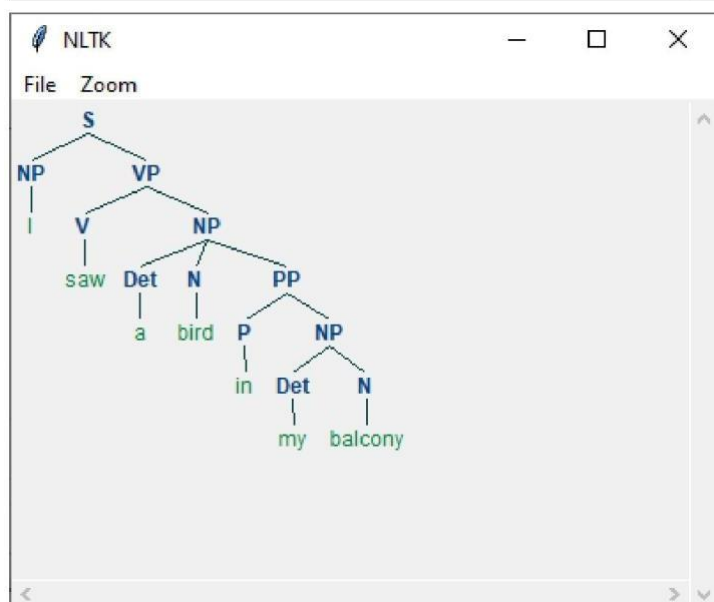 NLTK
File Zoom
S
NP VP
I V NP
saw Det N PP
a bird P NP
in Det N
my balcony